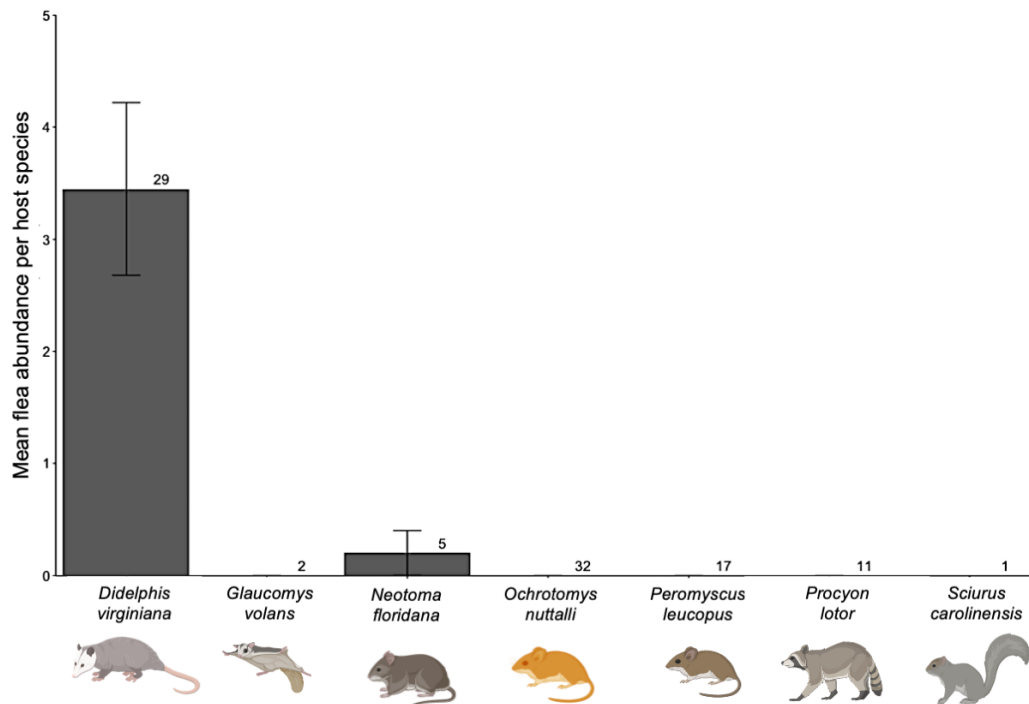 Mean flea abundance per host species
5
4
3
2
1
0
29
2
5
32
17
11
1
Didelphis
virginiana
Glaucomys
volans
Neotoma
floridana
Ochrotomys
nuttalli
Peromyscus
leucopus
Procyon
lotor
Sciurus
carolinensis